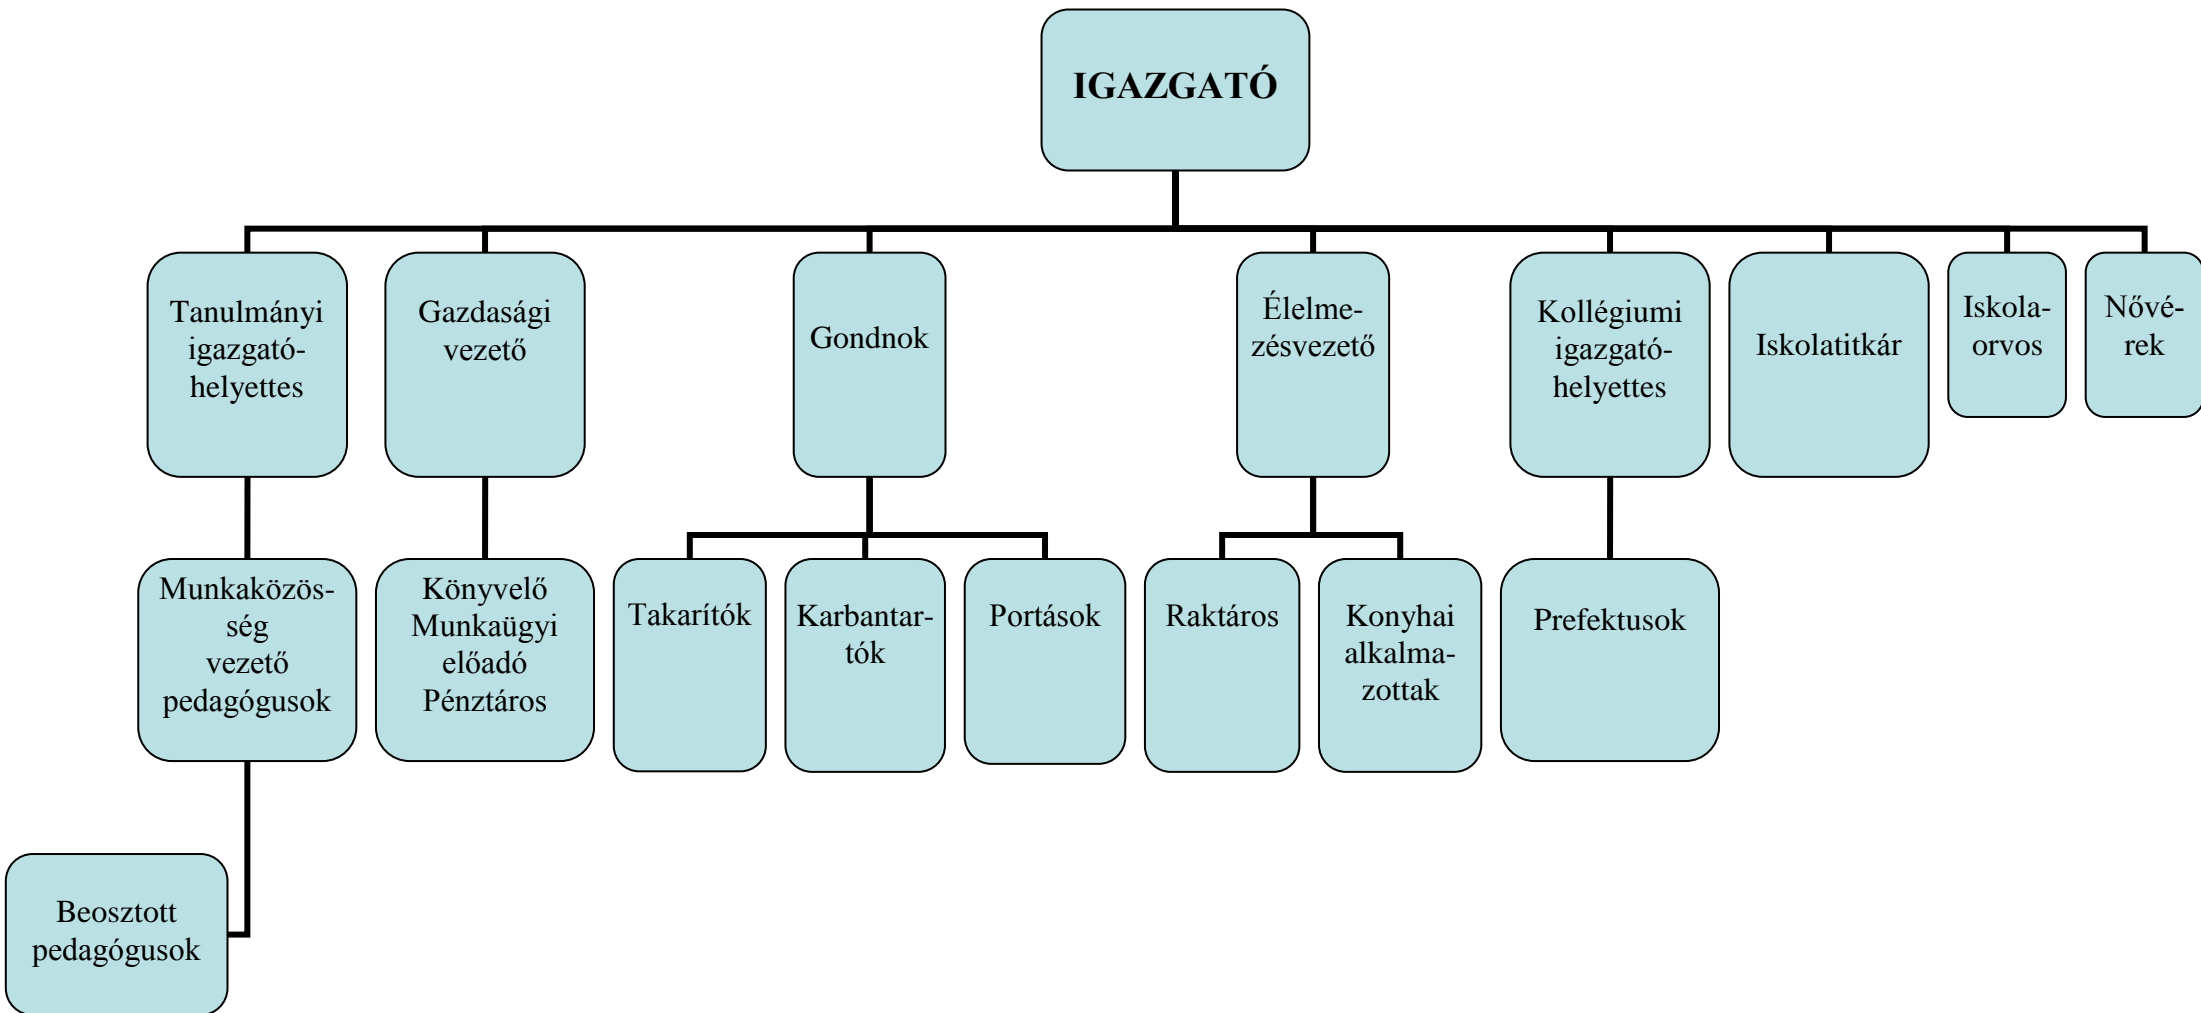 IGAZGATÓ
Tanulmányi
igazgató-
helyettes
Gazdasági
vezető
Gondnok
Élelme-
zésvezető
Kollégiumi
igazgató-
helyettes
Iskolatitkár
Iskola-
orvos
Nővé-
rek
Munkaközös-
ség
vezető
pedagógusok
Könyvelő
Munkaügyi
előadó
Pénztáros
Takarítók
Karbantar-
tók
Portások
Raktáros
Konyhai
alkalma-
zottak
Prefektusok
Beosztott
pedagógusok